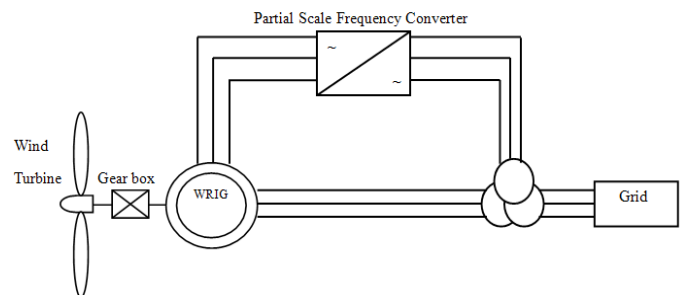 Partial Scale Frequency Converter
~
~
Wind
Turbine
Gear box
WRIG
Grid